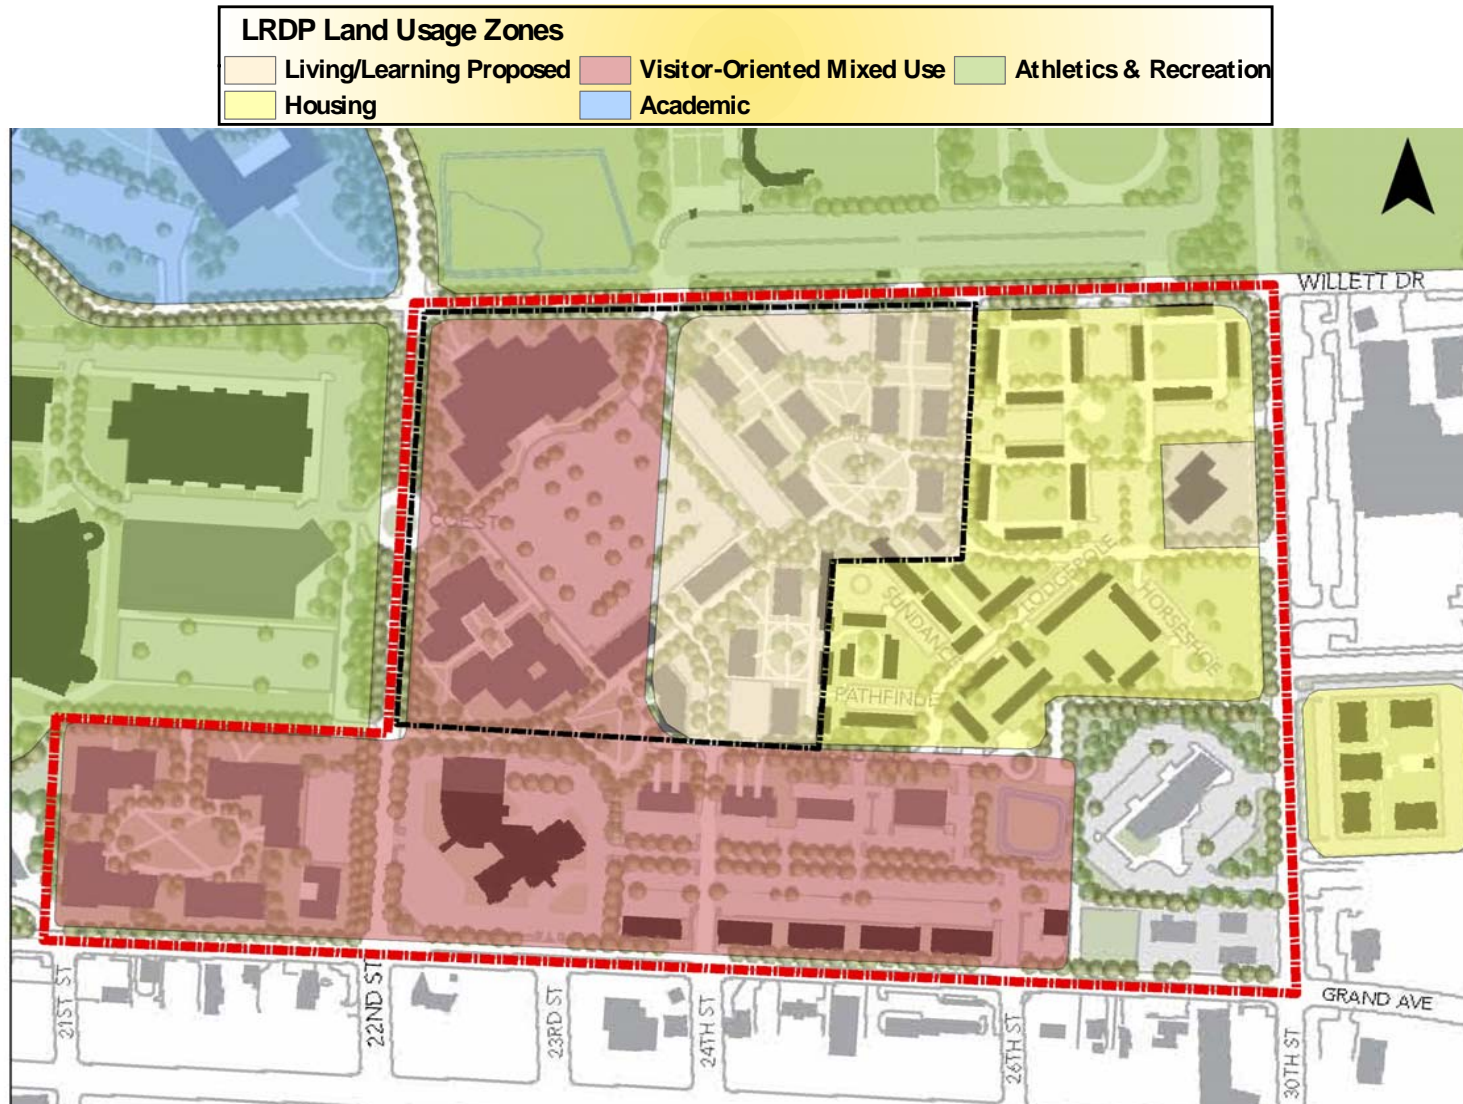 LRDP Land Usage Zones
Living/Learning Proposed
Visitor-Oriented Mixed Use
Athletics & Recreation
Housing
Academic
WILLETT DR
LODGEPOLE
SUNDANCE
HORSESHOE
PATHFINDE
GRAND AVE
21ST ST
22ND ST
23RD ST
24TH ST
26TH ST
30TH ST